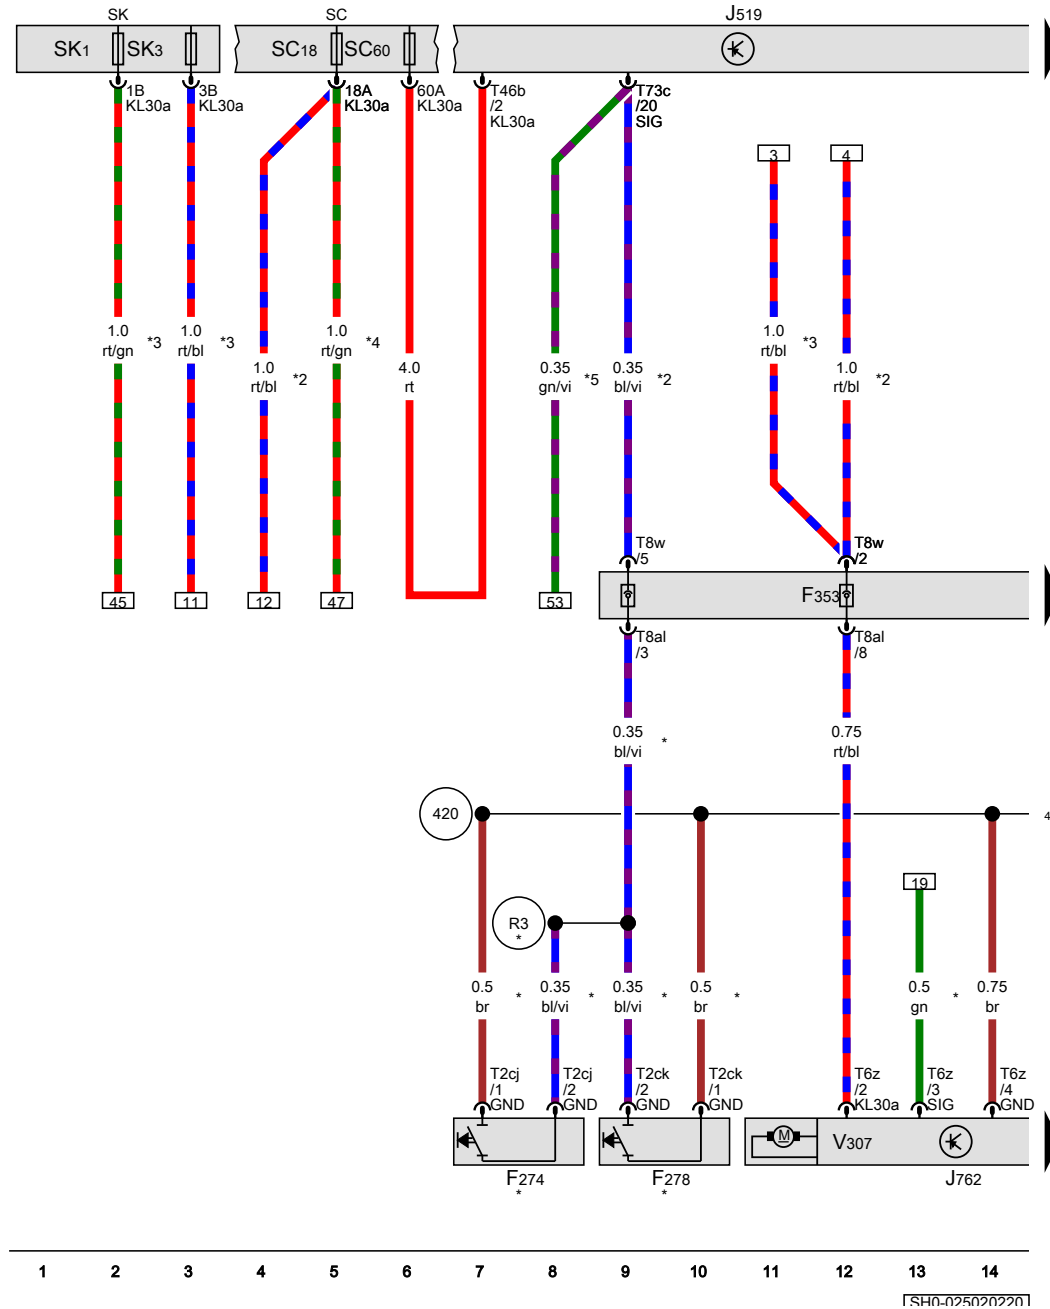 SK
SC
J519
SK1
SK3
SC18
SC60
1B
KL30a
3B
KL30a
18A
KL30a
60A
KL30a
T46b
/2
KL30a
T73c
/20
SIG
3
4
1.0
rt/gn
*3
1.0
rt/bl
*3
1.0
rt/bl
*2
1.0
rt/gn
*4
4.0
rt
0.35
gn/vi
*5
0.35
bl/vi
*2
1.0
rt/bl
*3
1.0
rt/bl
*2
T8w
/5
T8w
/2
45
11
12
47
53
F353
T8al
/3
T8al
/8
0.35
bl/vi
*
0.75
rt/bl
420
4
19
R3
*
0.5
br
*
0.35
bl/vi
*
0.35
bl/vi
*
0.5
br
*
0.5
gn
*
0.75
br
T2cj
/1
GND
T2cj
/2
GND
T2ck
/2
GND
T2ck
/1
GND
T6z
/2
KL30a
T6z
/3
SIG
T6z
/4
GND
M
V307
F274
*
F278
*
J762
1 2 3 4 5 6 7 8 9 10 11 12 13 14
SH0-025020220